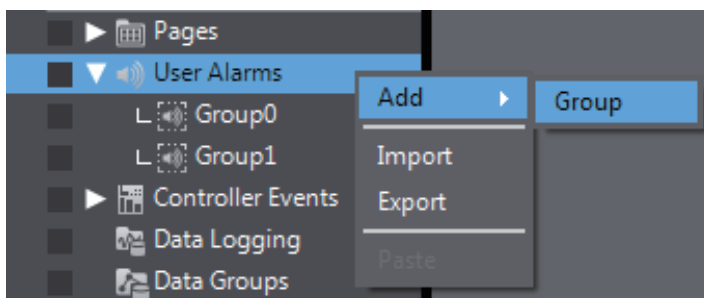 Pages
User Alarms
Group0
Group1
Controller Events
Data Logging
Data Groups
Add
Group
Import
Export
Paste